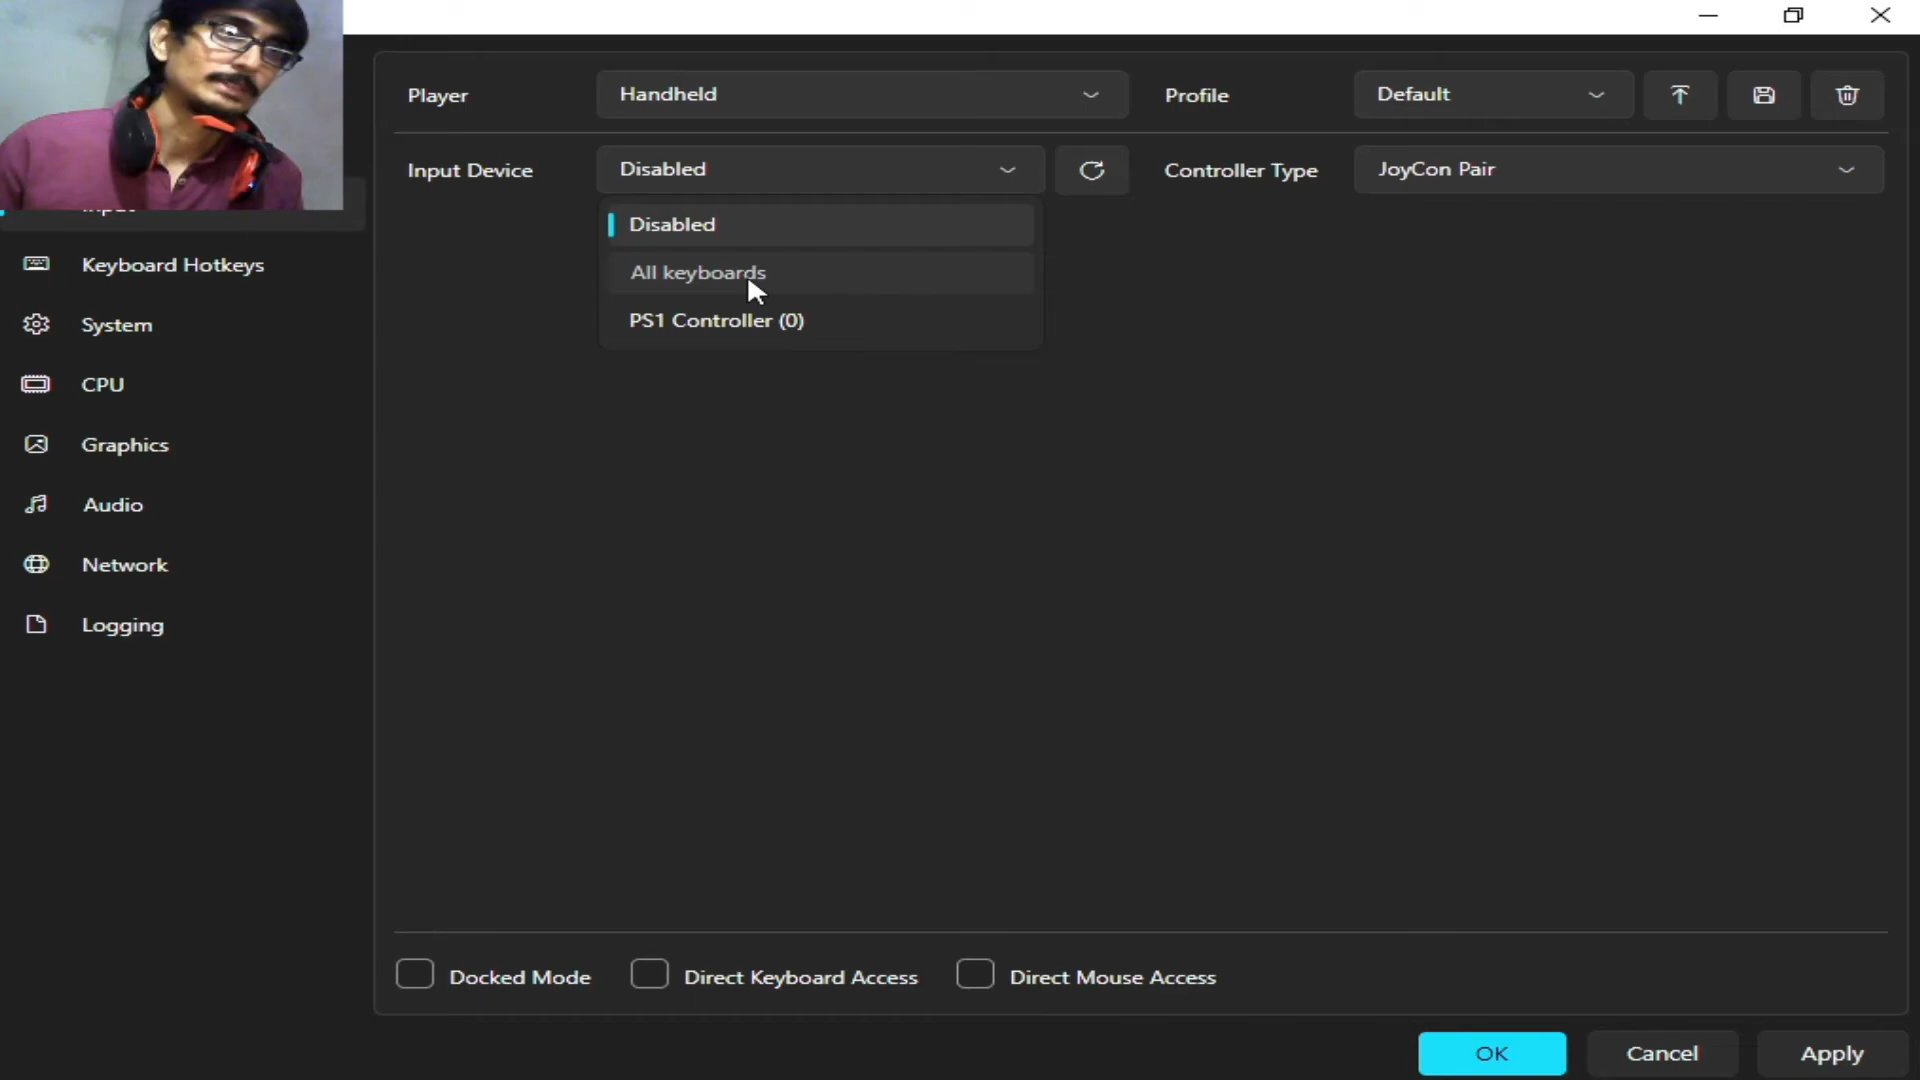 Player
Handheld
Profile
Default
Input Device
Disabled
Controller Type
JoyCon Pair
Disabled
All keyboards
PS1 Controller (0)
Keyboard Hotkeys
System
CPU
Graphics
Audio
Network
Logging
Docked Mode
Direct Keyboard Access
Direct Mouse Access
OK
Cancel
Apply